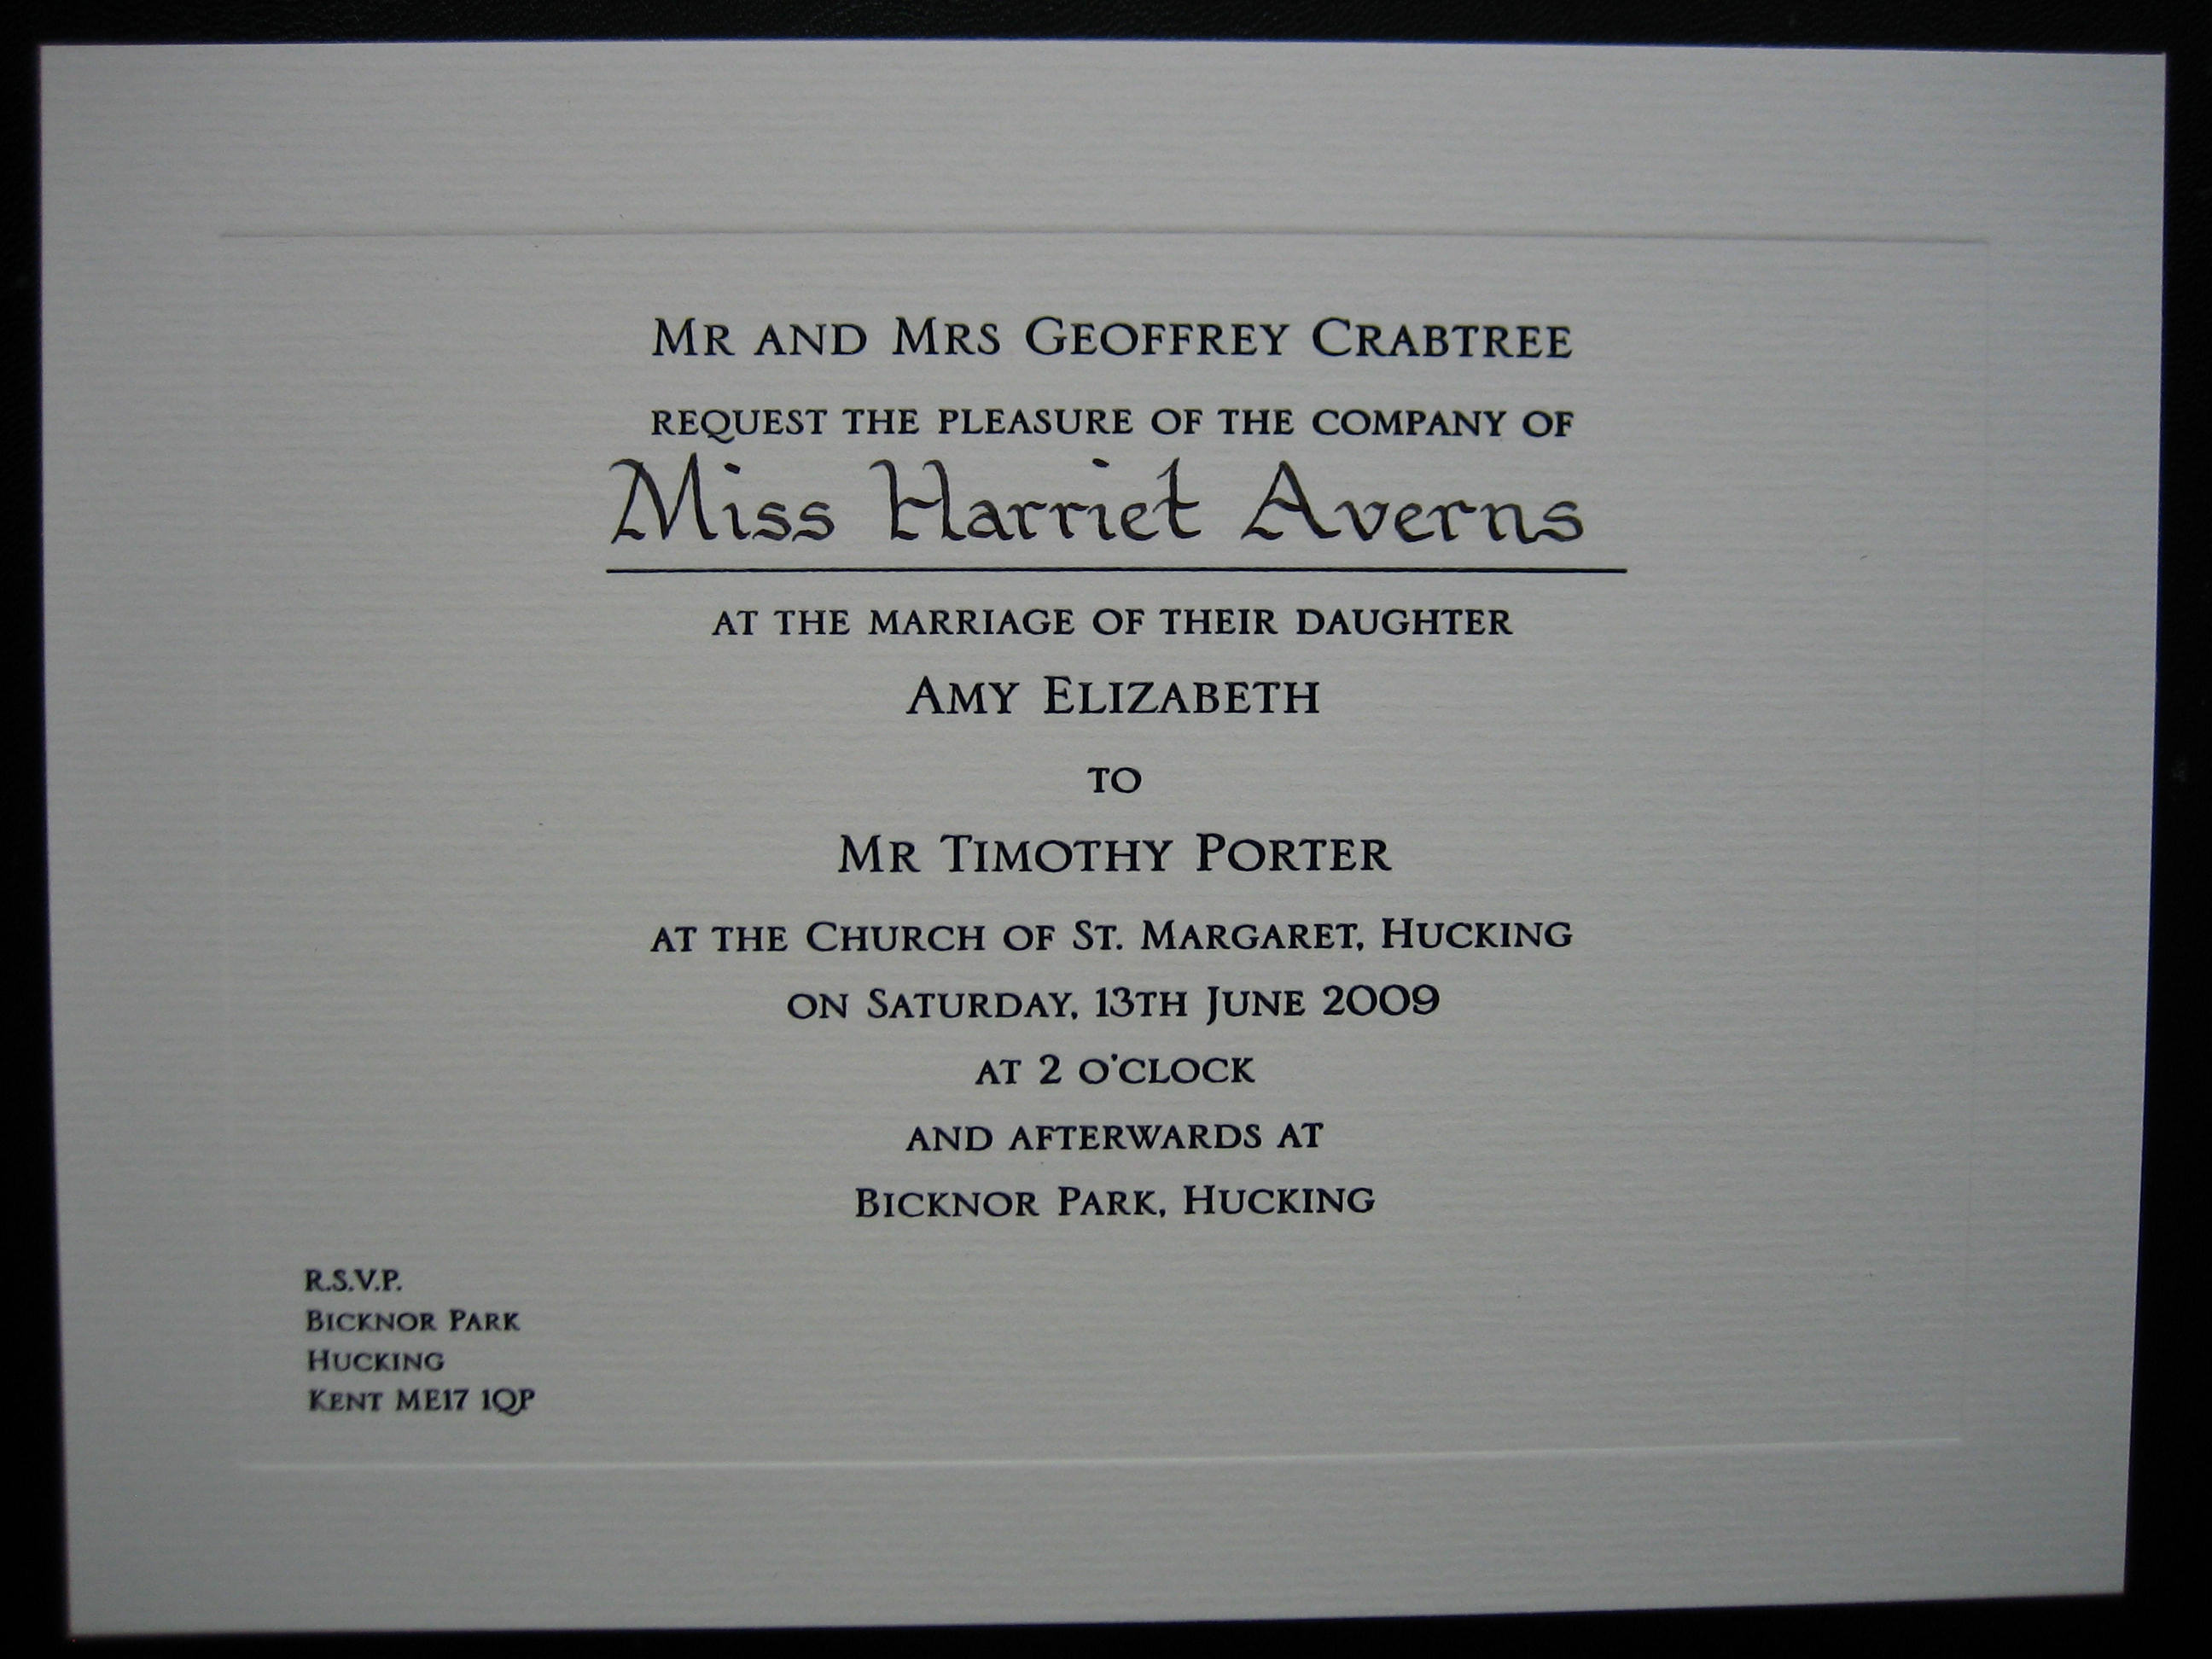 Mr and Mrs Geoffrey Crabtree
request the pleasure of the company of
Miss Harriet Averns
at the marriage of their daughter
Amy Elizabeth
to
Mr Timothy Porter
at the Church of St. Margaret, Hucking
on Saturday, 13th June 2009
at 2 o'clock
and afterwards at
Bicknor Park, Hucking
R.S.V.P.
Bicknor Park
Hucking
Kent ME17 1QP